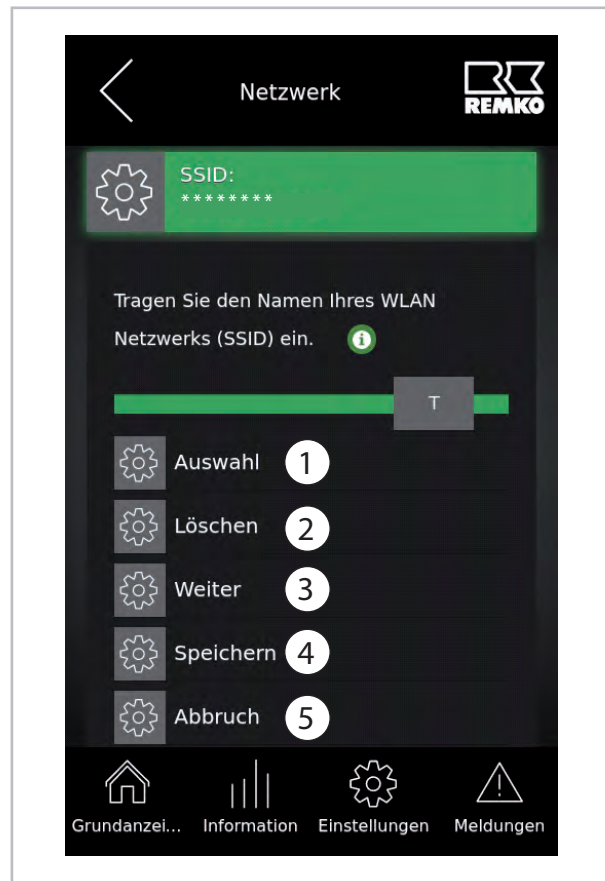 Netzwerk
REMKO
SSID:
********
Tragen Sie den Namen Ihres WLAN
Netzwerks (SSID) ein. i
T
Auswahl 1
Löschen 2
Weiter 3
Speichern 4
Abbruch 5
Grundanzei... Information Einstellungen Meldungen